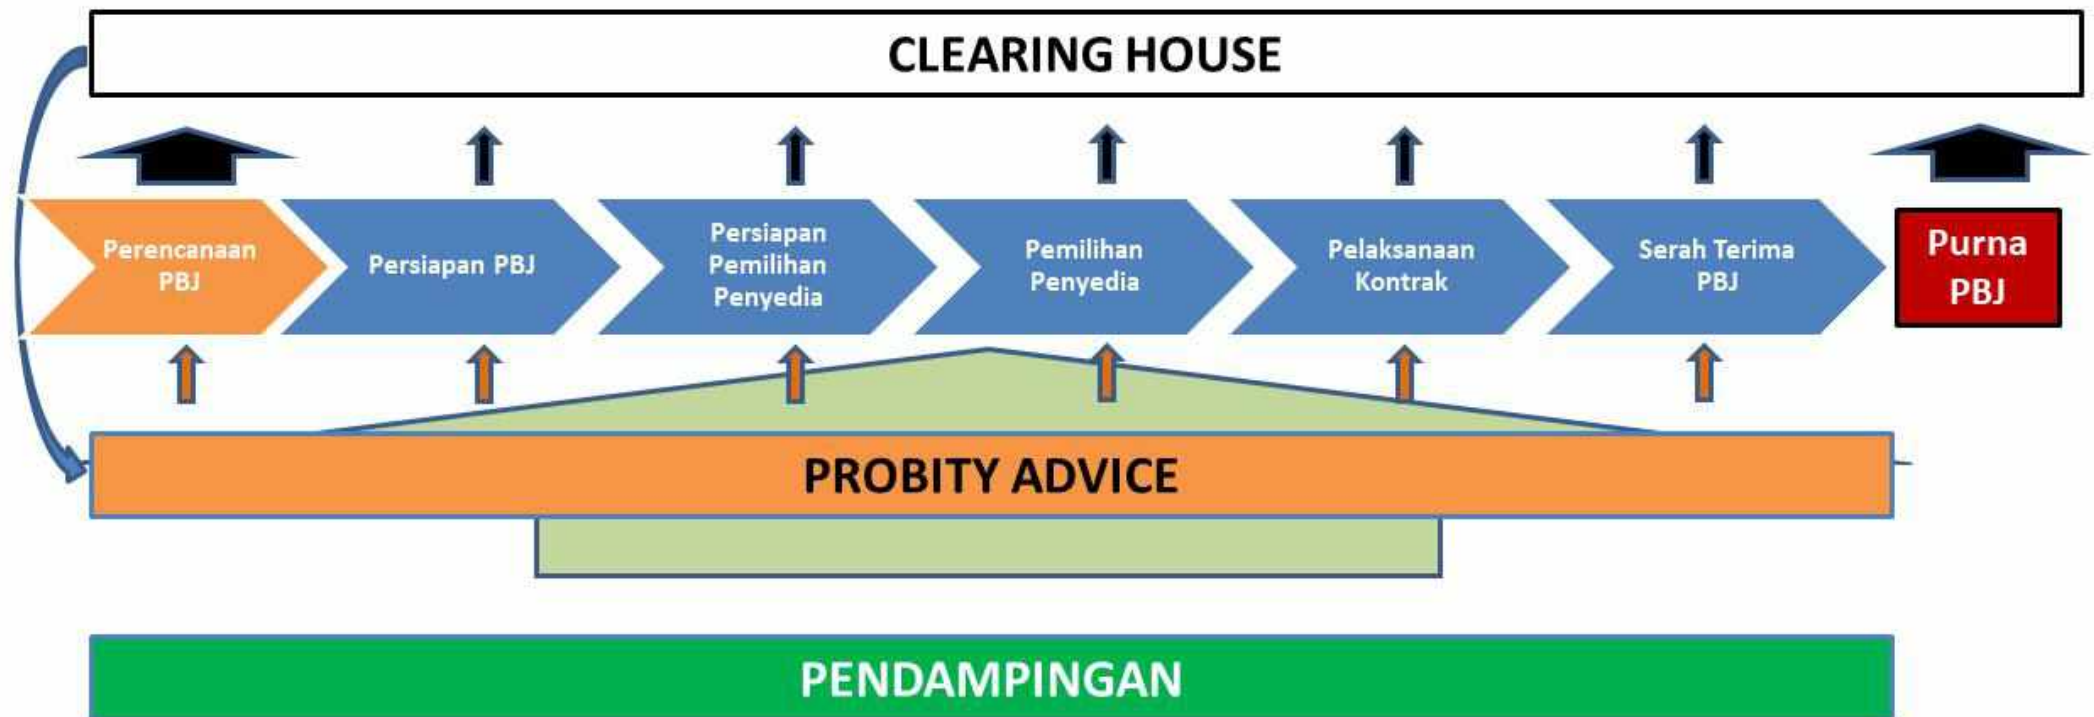 CLEARING HOUSE
Perencanaan
PBJ
Persiapan PBJ
Persiapan
Pemilihan
Penyedia
Pemilihan
Penyedia
Pelaksanaan
Kontrak
Serah Terima
PBJ
Purna
PBJ
PROBITY ADVICE
PENDAMPINGAN